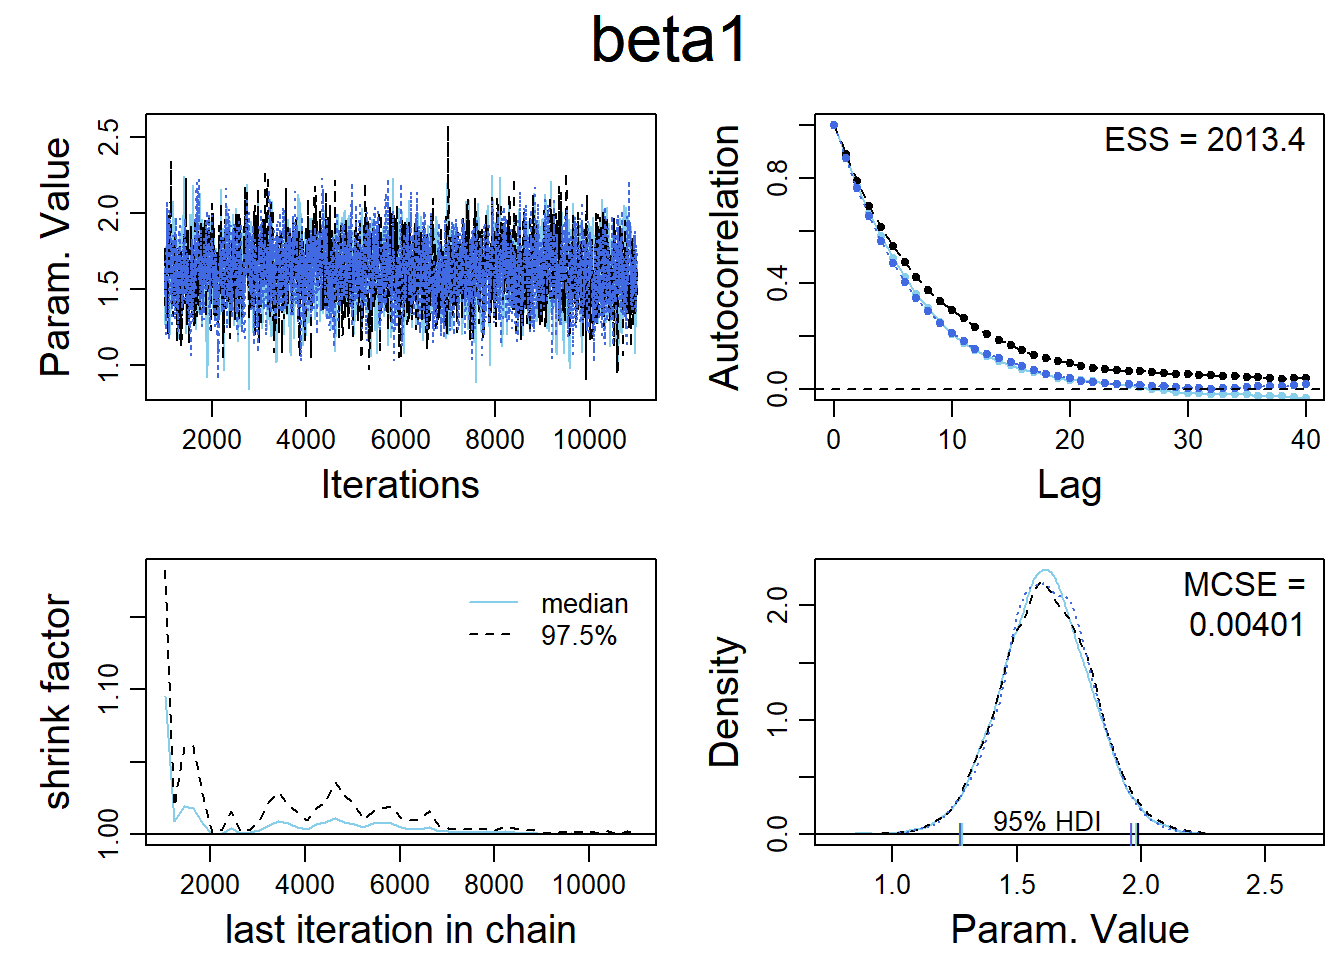 beta1
Param. Value
2.5
2.0
1.5
1.0
2000 4000 6000 8000 10000
Iterations
Autocorrelation
0.8
0.4
0.0
ESS = 2013.4
0 10 20 30 40
Lag
shrink factor
1.10
1.00
median
97.5%
2000 4000 6000 8000 10000
last iteration in chain
Density
2.0
1.0
0.0
MCSE =
0.00401
95% HDI
1.0 1.5 2.0 2.5
Param. Value